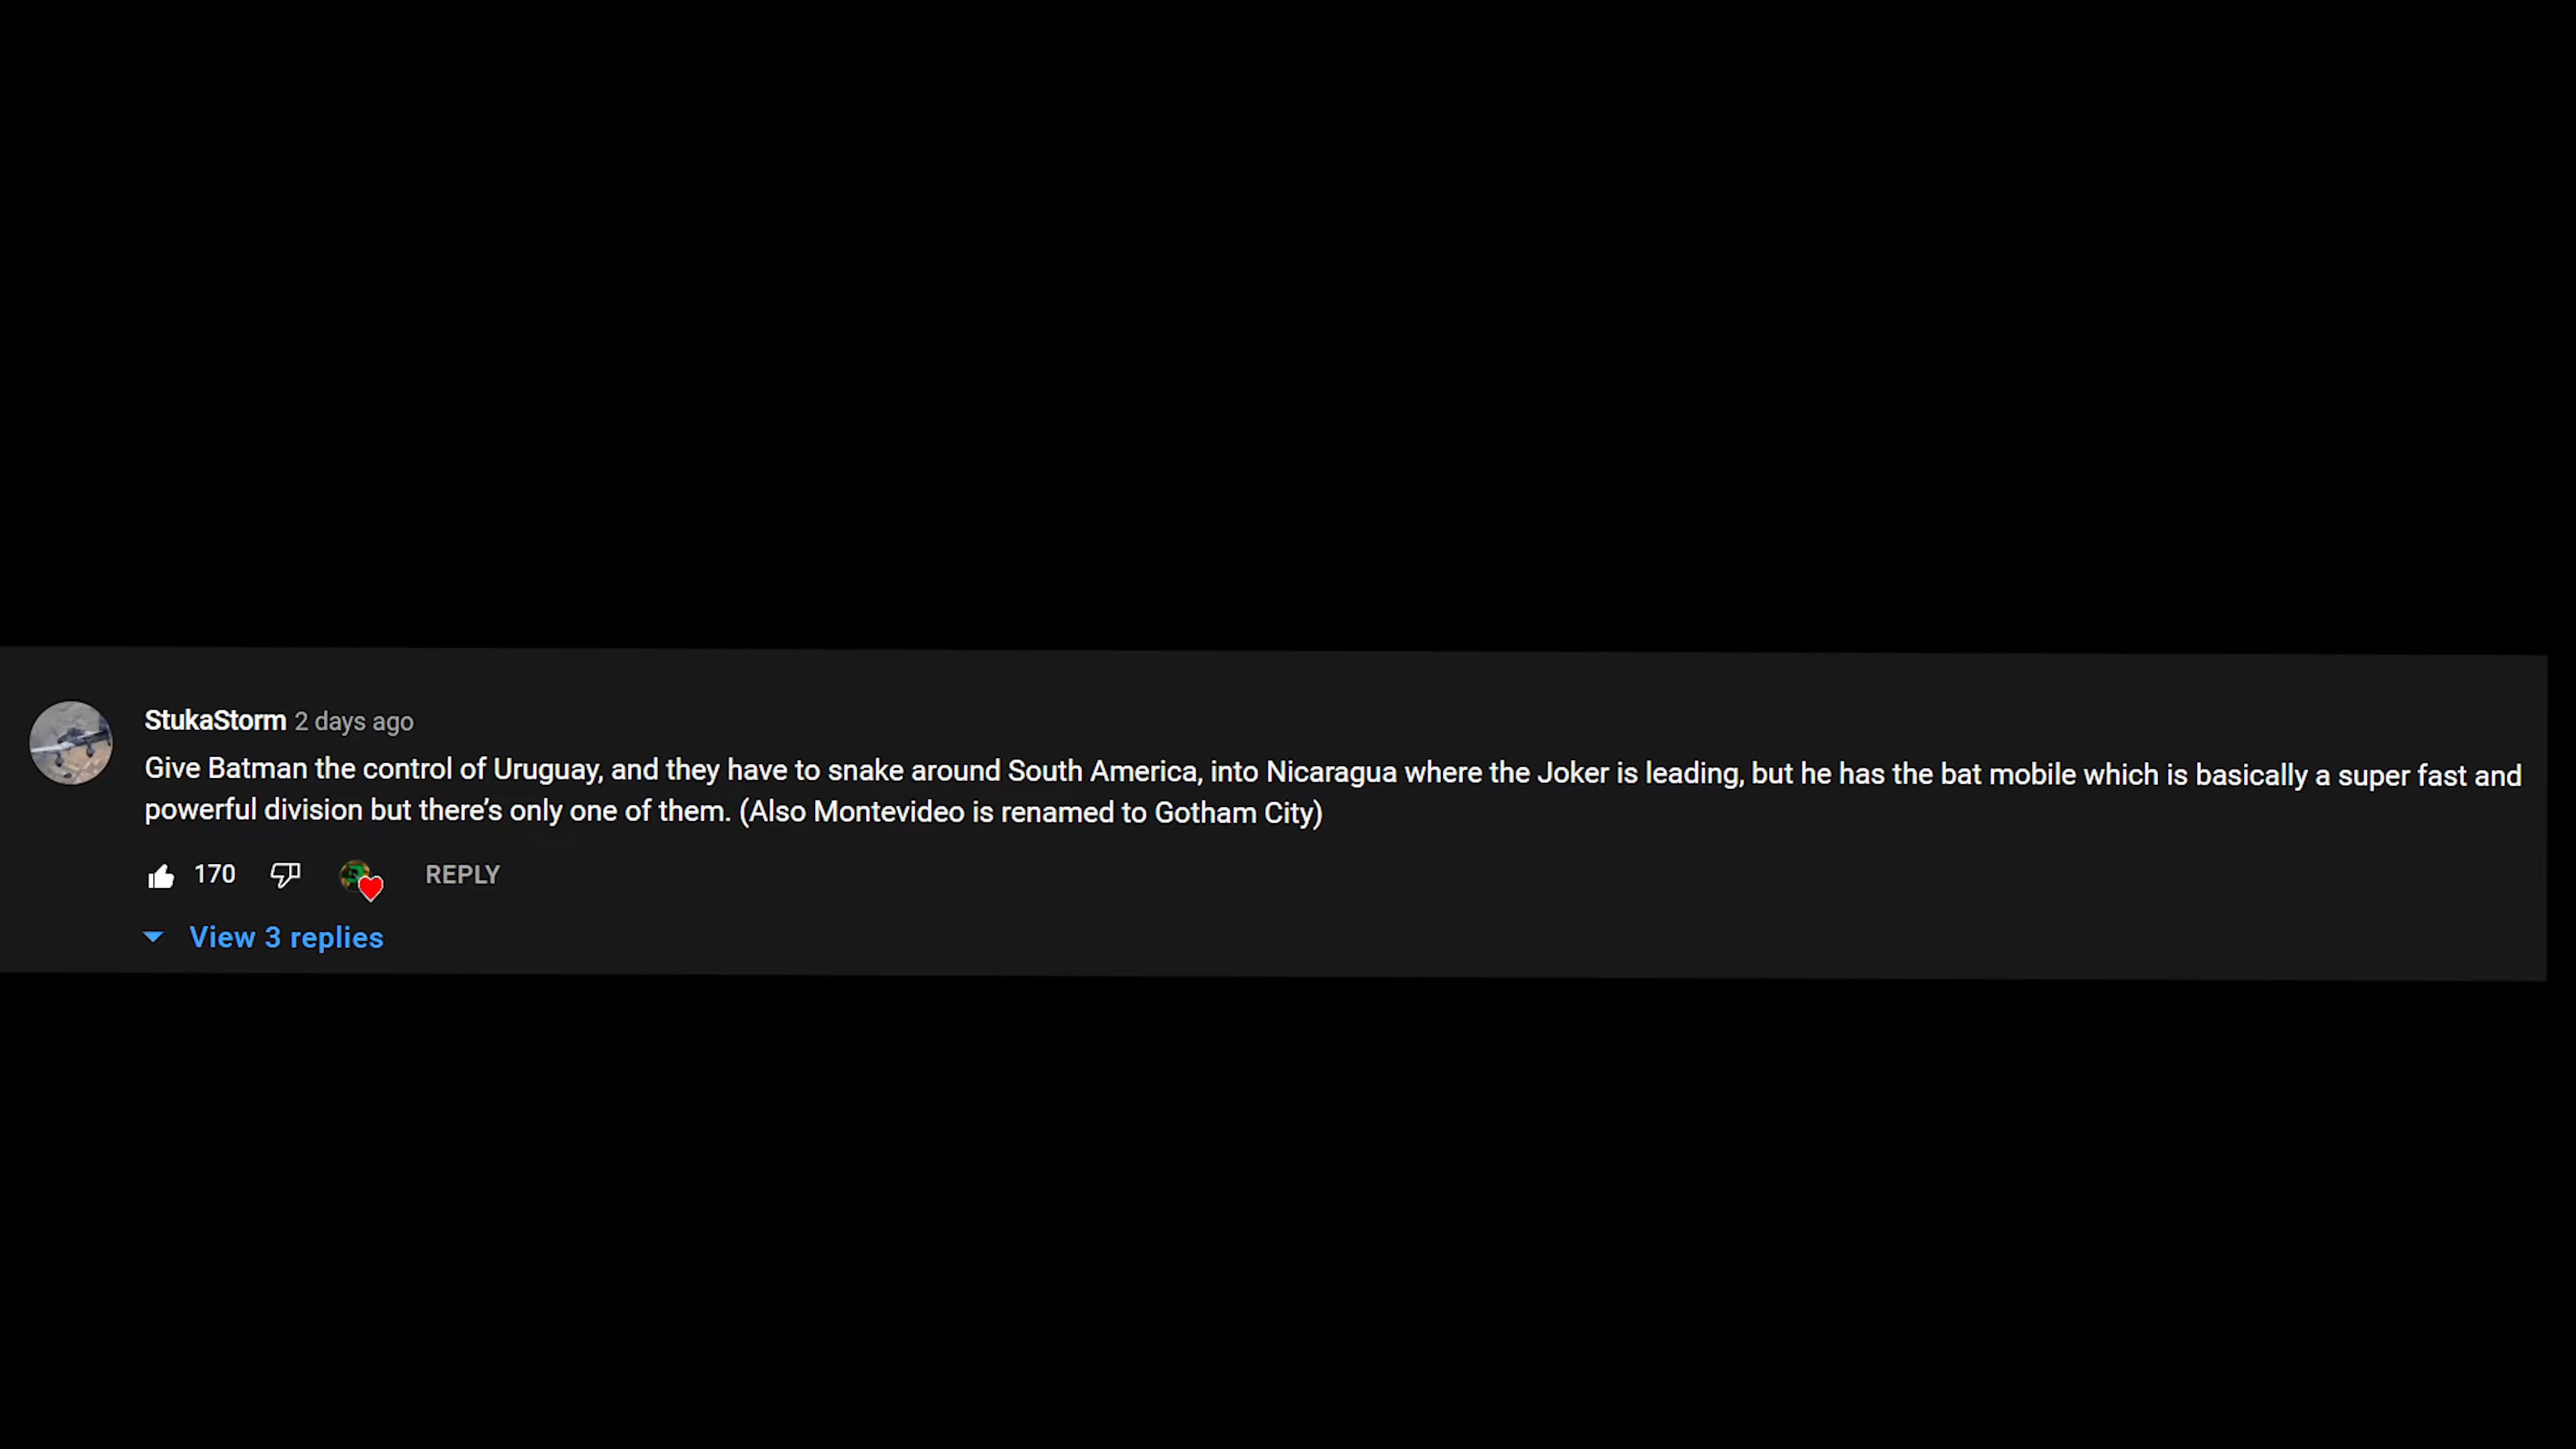 StukaStorm 2 days ago
Give Batman the control of Uruguay, and they have to snake around South America, into Nicaragua where the Joker is leading, but he has the bat mobile which is basically a super fast and
powerful division but there’s only one of them. (Also Montevideo is renamed to Gotham City)
170 REPLY
View 3 replies